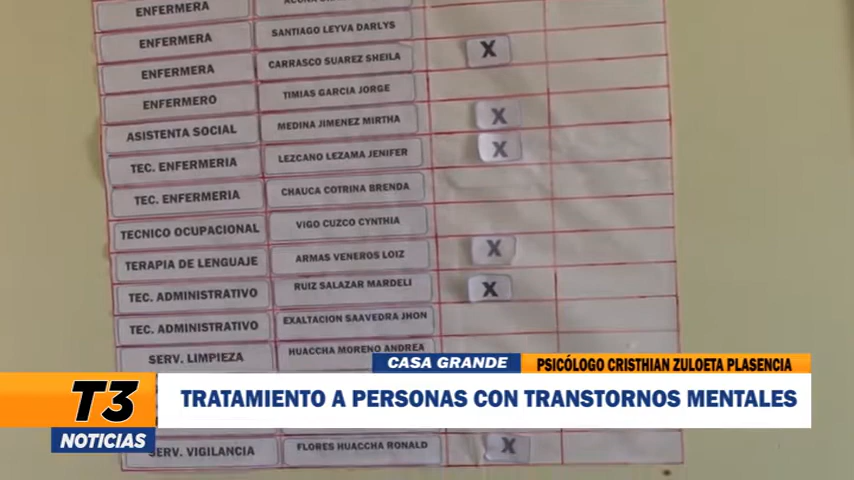 ENFERMERA
ENFERMERA SANTIAGO LEYVA DARLYS
ENFERMERA CARRASCO SUAREZ SHEILA X
ENFERMERO TIMIAS GARCIA JORGE
ASISTENTA SOCIAL MEDINA JIMENEZ MIRTHA X
TEC. ENFERMERIA LEZCANO LEZAMA JENIFER X
TEC. ENFERMERIA CHAUCA COTRINA BRENDA
TECNICO OCUPACIONAL VIGO CUZCO CYNTHIA
TERAPIA DE LENGUAJE ARMAS VENEROS LOIZ X
TEC. ADMINISTRATIVO RUIZ SALAZAR MARDELI X
TEC. ADMINISTRATIVO EXALTACION SAAVEDRA JHON
SERV. LIMPIEZA HUACCHA MORENO ANDREA
CASA GRANDE PSICÓLOGO CRISTHIAN ZULOETA PLASENCIA
T3 NOTICIAS
TRATAMIENTO A PERSONAS CON TRANSTORNOS MENTALES
SERV. VIGILANCIA FLORES HUACCHA RONALD X